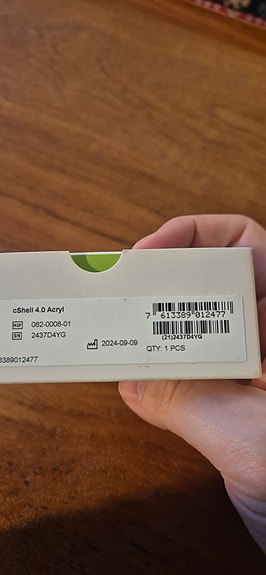 cShell 4.0 Acryl
REF 062-0008-01
SN 2437D4YG
2024-09-09
3389012477
7 613389 012477
(21)2437D4YG
QTY: 1 PCS